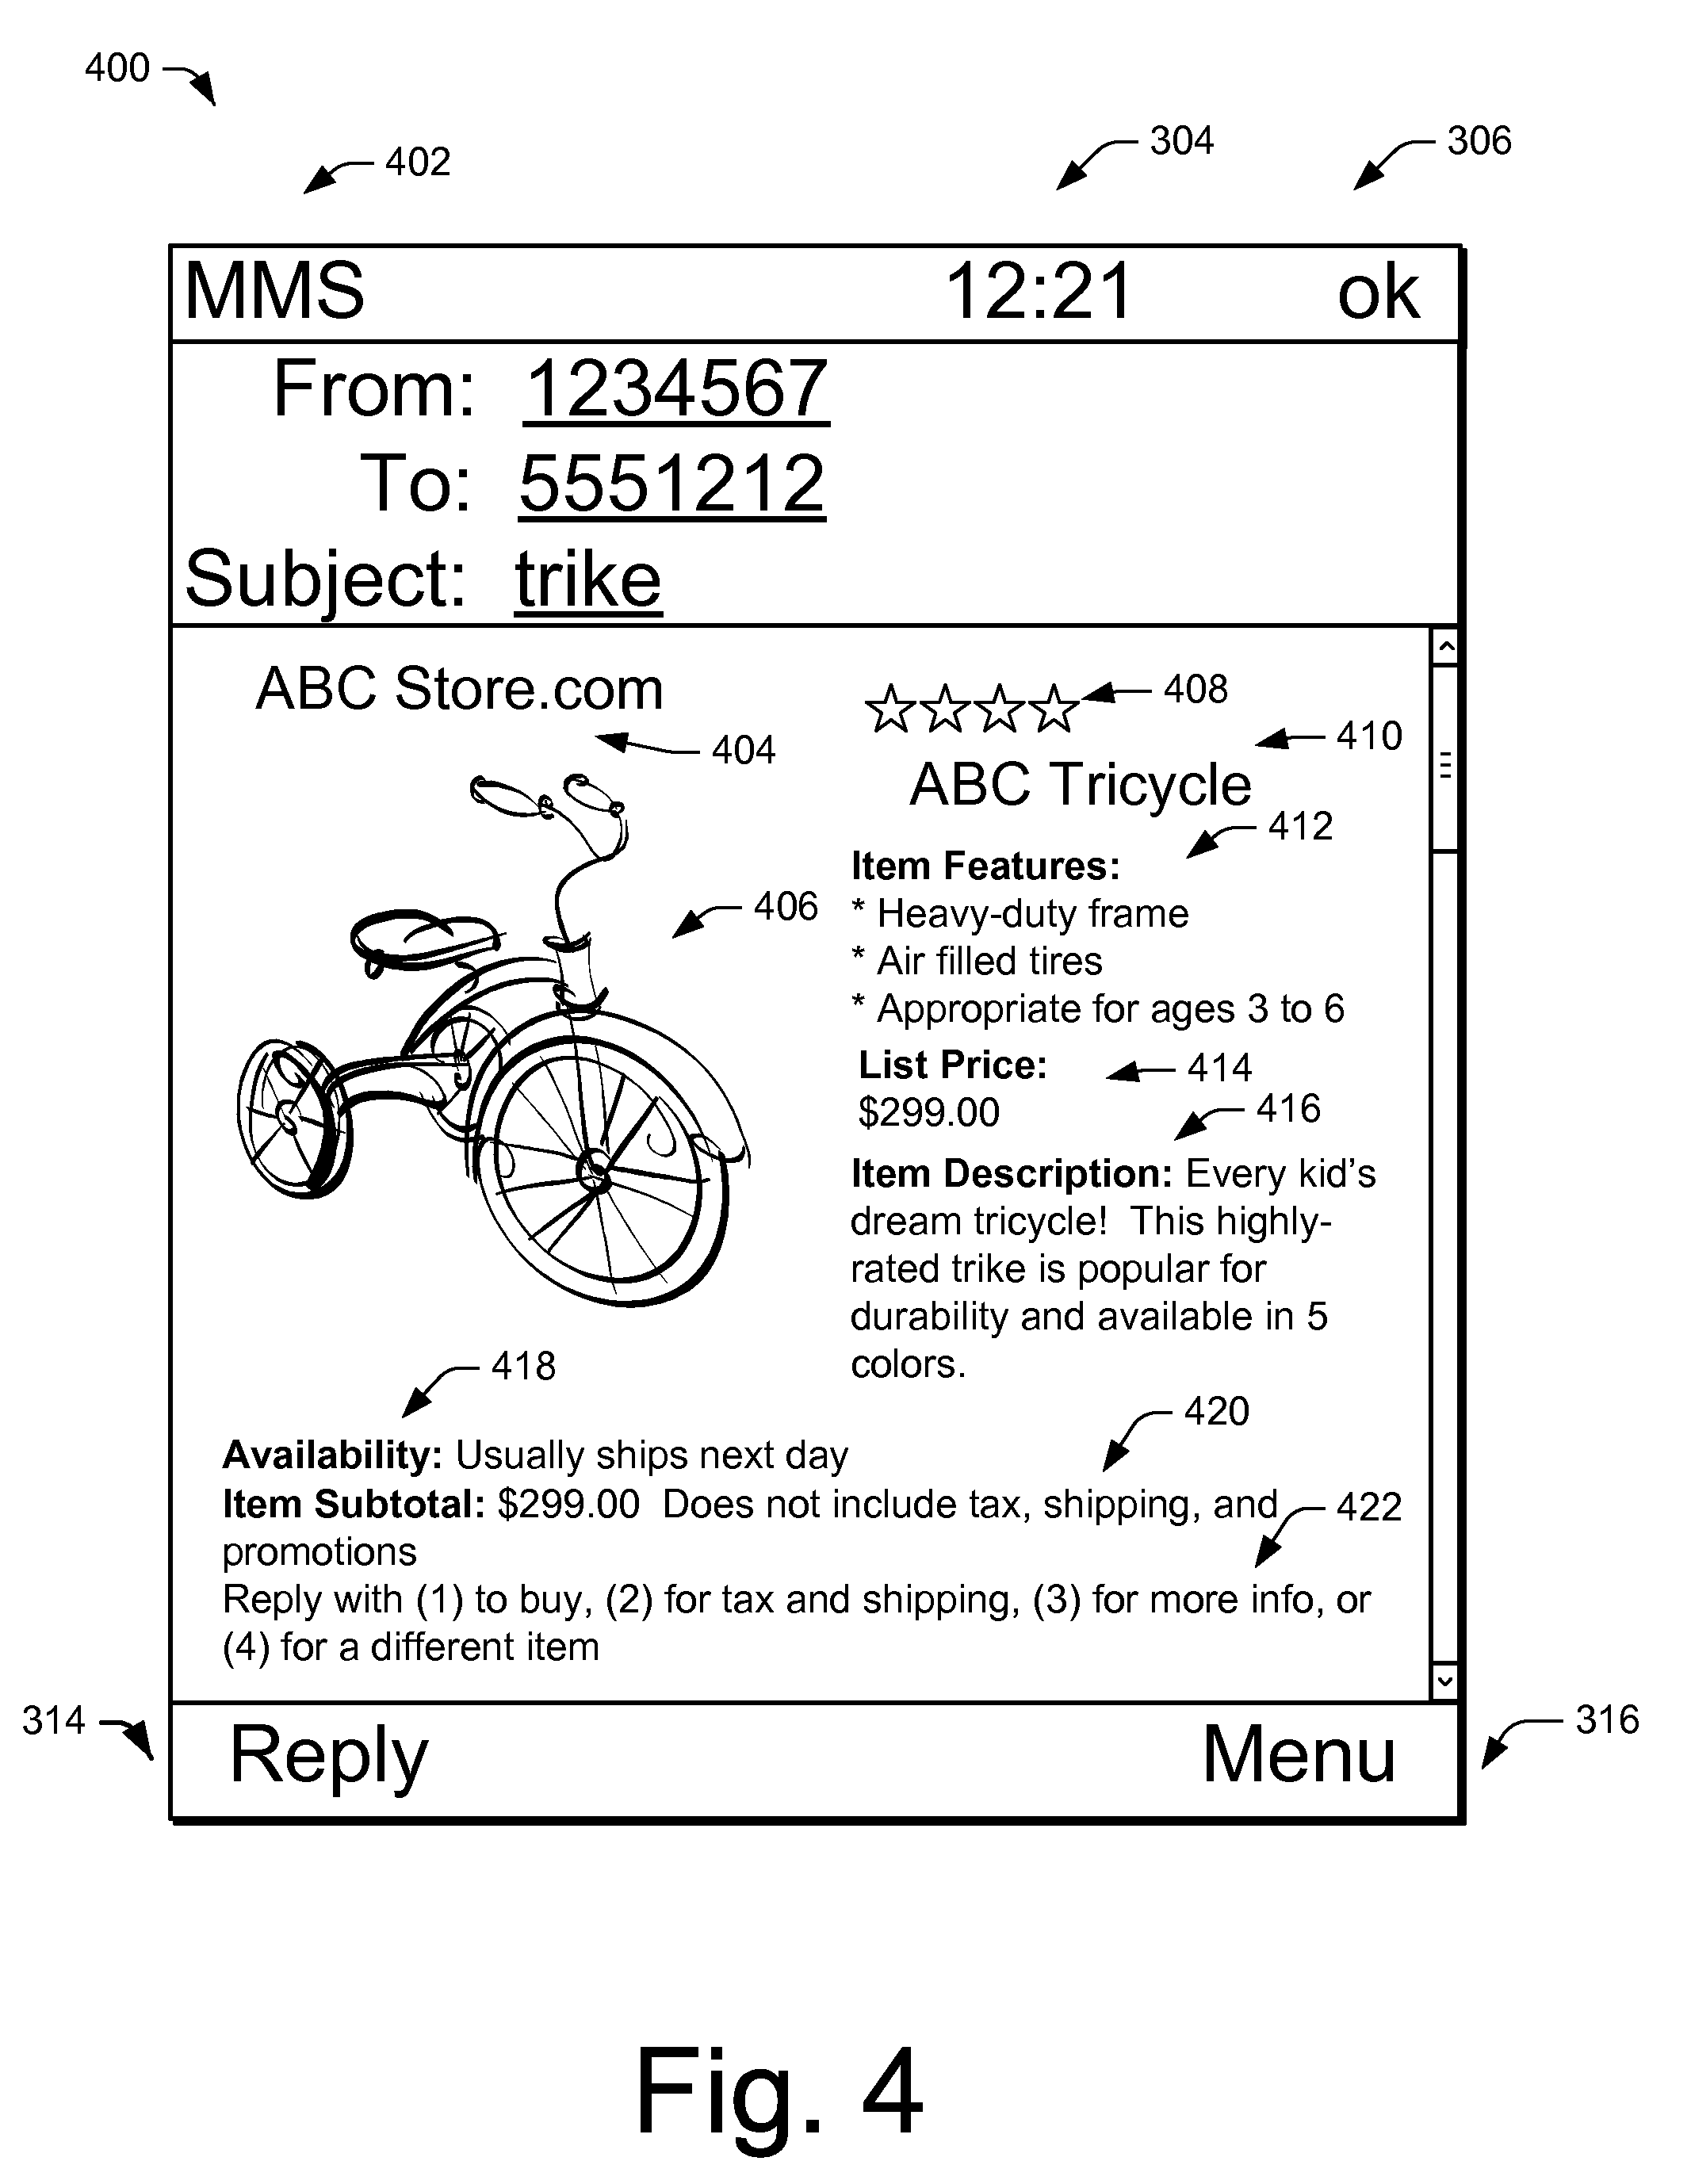 400
402
304
306
MMS 12:21 ok
From: 1234567
To: 5551212
Subject: trike
ABC Store.com
404
406
408
410
ABC Tricycle
412
Item Features:
* Heavy-duty frame
* Air filled tires
* Appropriate for ages 3 to 6
List Price:
414
$299.00
416
Item Description: Every kid's
dream tricycle!  This highly-
rated trike is popular for
durability and available in 5
colors.
418
420
Availability: Usually ships next day
Item Subtotal: $299.00  Does not include tax, shipping, and
422
promotions
Reply with (1) to buy, (2) for tax and shipping, (3) for more info, or
(4) for a different item
314
Reply Menu
316
Fig. 4